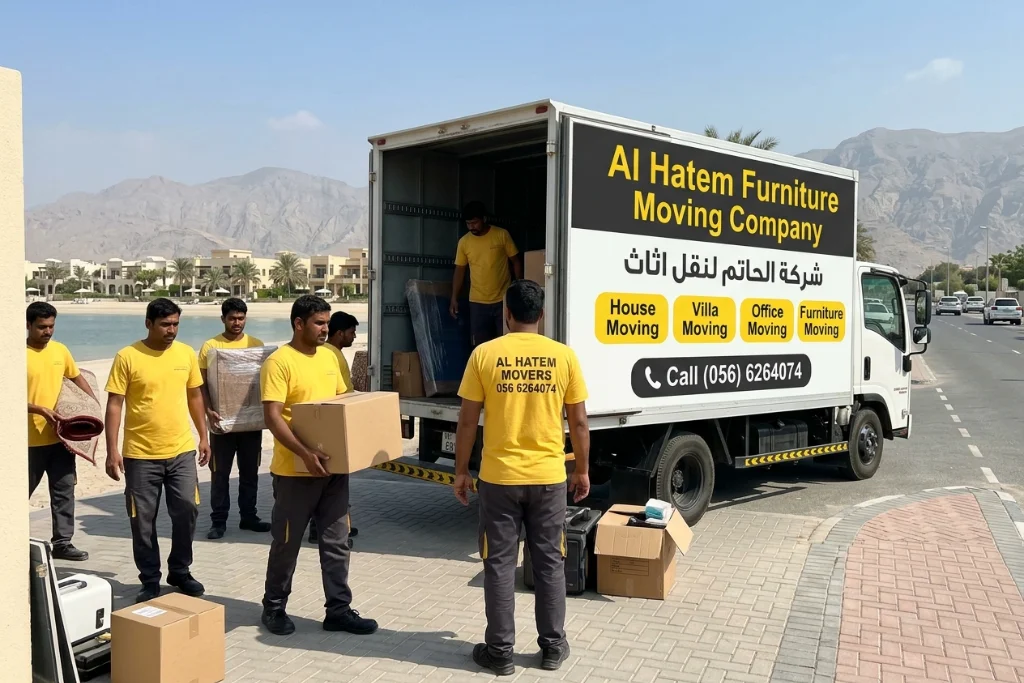 Al Hatem Furniture
Moving Company
شركة الحاتم لنقل اثاث
House
Moving
Villa
Moving
Office
Moving
Furniture
Moving
Call (056) 6264074
AL HATEM
MOVERS
056 6264074